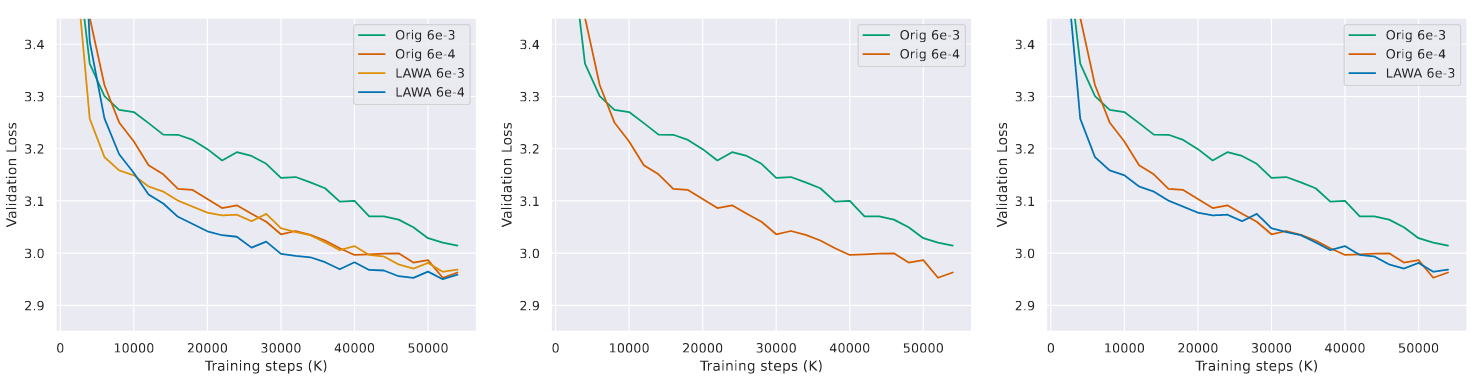 3.4
3.3
3.2
3.1
3.0
2.9
Validation Loss
0
10000
20000
30000
40000
50000
Training steps (K)
Orig 6e-3
Orig 6e-4
LAWA 6e-3
LAWA 6e-4
3.4
3.3
3.2
3.1
3.0
2.9
Validation Loss
0
10000
20000
30000
40000
50000
Training steps (K)
Orig 6e-3
Orig 6e-4
3.4
3.3
3.2
3.1
3.0
2.9
Validation Loss
0
10000
20000
30000
40000
50000
Training steps (K)
Orig 6e-3
Orig 6e-4
LAWA 6e-3